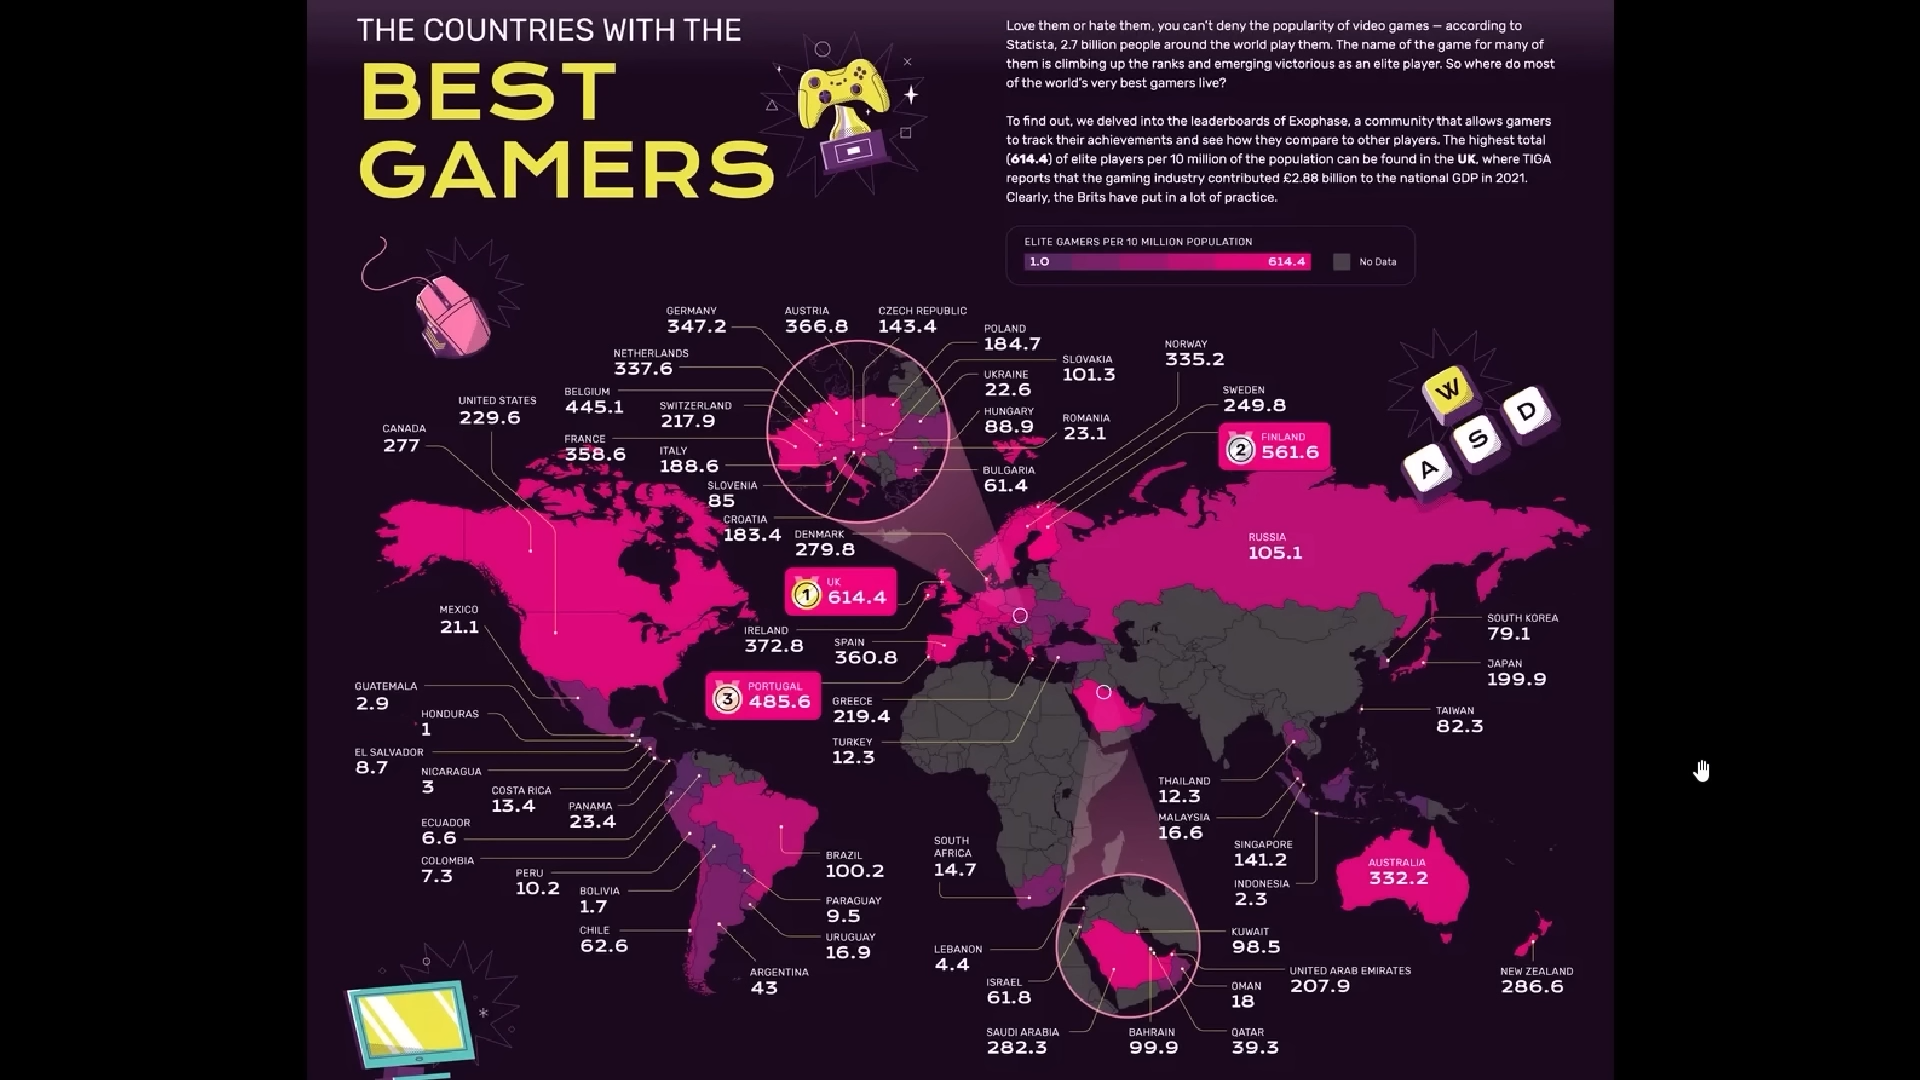 THE COUNTRIES WITH THE
BEST
GAMERS
Love them or hate them, you can't deny the popularity of video games — according to
Statista, 2.7 billion people around the world play them. The name of the game for many of
them is climbing up the ranks and emerging victorious as an elite player. So where do most
of the world's very best gamers live?
To find out, we delved into the leaderboards of Exophase, a community that allows gamers
to track their achievements and see how they compare to other players. The highest total
(614.4) of elite players per 10 million of the population can be found in the UK, where TIGA
reports that the gaming industry contributed £2.88 billion to the national GDP in 2021.
Clearly, the Brits have put in a lot of practice.
ELITE GAMERS PER 10 MILLION POPULATION
1.0 614.4 No Data
GERMANY
347.2
AUSTRIA
366.8
CZECH REPUBLIC
143.4
POLAND
184.7
NETHERLANDS
337.6
SLOVAKIA
101.3
NORWAY
335.2
UKRAINE
22.6
BELGIUM
445.1
SWITZERLAND
217.9
SWEDEN
249.8
UNITED STATES
229.6
HUNGARY
88.9
ROMANIA
23.1
CANADA
277
FRANCE
358.6
ITALY
188.6
2
FINLAND
561.6
W
A
S
D
BULGARIA
61.4
SLOVENIA
85
CROATIA
183.4
DENMARK
279.8
RUSSIA
105.1
1
UK
614.4
MEXICO
21.1
IRELAND
372.8
SPAIN
360.8
SOUTH KOREA
79.1
JAPAN
199.9
3
PORTUGAL
485.6
GREECE
219.4
TAIWAN
82.3
TURKEY
12.3
GUATEMALA
2.9
HONDURAS
1
EL SALVADOR
8.7
NICARAGUA
3
COSTA RICA
13.4
PANAMA
23.4
ECUADOR
6.6
COLOMBIA
7.3
PERU
10.2
BOLIVIA
1.7
CHILE
62.6
BRAZIL
100.2
PARAGUAY
9.5
URUGUAY
16.9
ARGENTINA
43
SOUTH
AFRICA
14.7
THAILAND
12.3
MALAYSIA
16.6
SINGAPORE
141.2
INDONESIA
2.3
AUSTRALIA
332.2
NEW ZEALAND
286.6
LEBANON
4.4
ISRAEL
61.8
SAUDI ARABIA
282.3
KUWAIT
98.5
UNITED ARAB EMIRATES
207.9
OMAN
18
BAHRAIN
99.9
QATAR
39.3